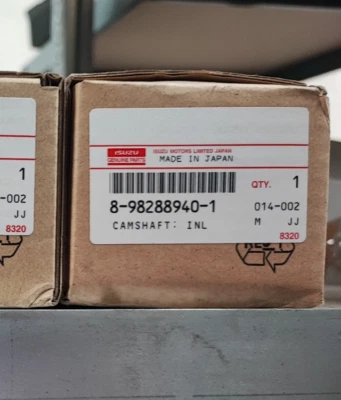 1
-002
JJ
8320
ISUZU
GENUINE PARTS
ISUZU MOTORS LIMITED JAPAN
MADE IN JAPAN
QTY. 1
8-98288940-1
014-002
CAMSHAFT: INL
M JJ
8320